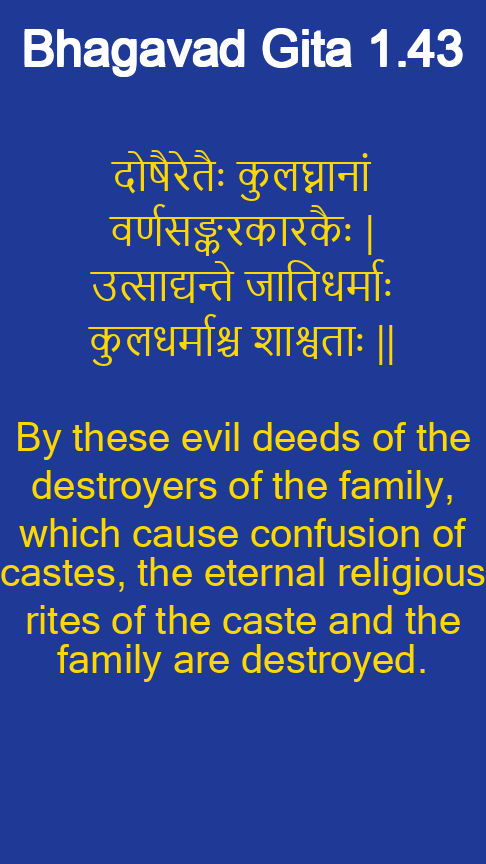 Bhagavad Gita 1.43
दोषैरेतैः कुलघ्नानां
वर्णसङ्करकारकैः |
उत्साद्यन्ते जातिधर्माः
कुलधर्माश्च शाश्वताः ||
By these evil deeds of the
destroyers of the family,
which cause confusion of
castes, the eternal religious
rites of the caste and the
family are destroyed.